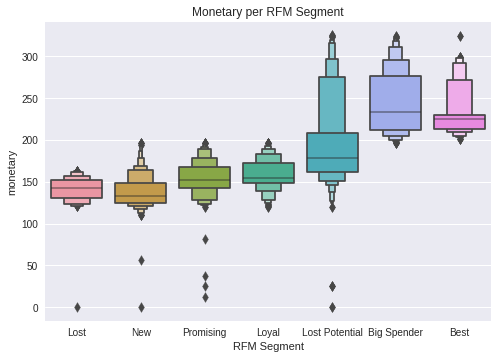 Monetary per RFM Segment
monetary
300
250
200
150
100
50
0
Lost New Promising Loyal Lost Potential Big Spender Best
RFM Segment